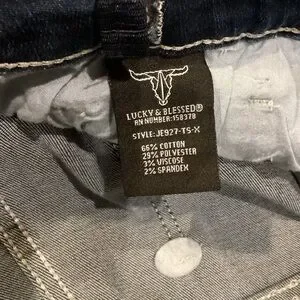 LUCKY & BLESSED®
RN NUMBER:158378
STYLE:JE927-TS-X
66% COTTON
29% POLYESTER
3% VISCOSE
2% SPANDEX